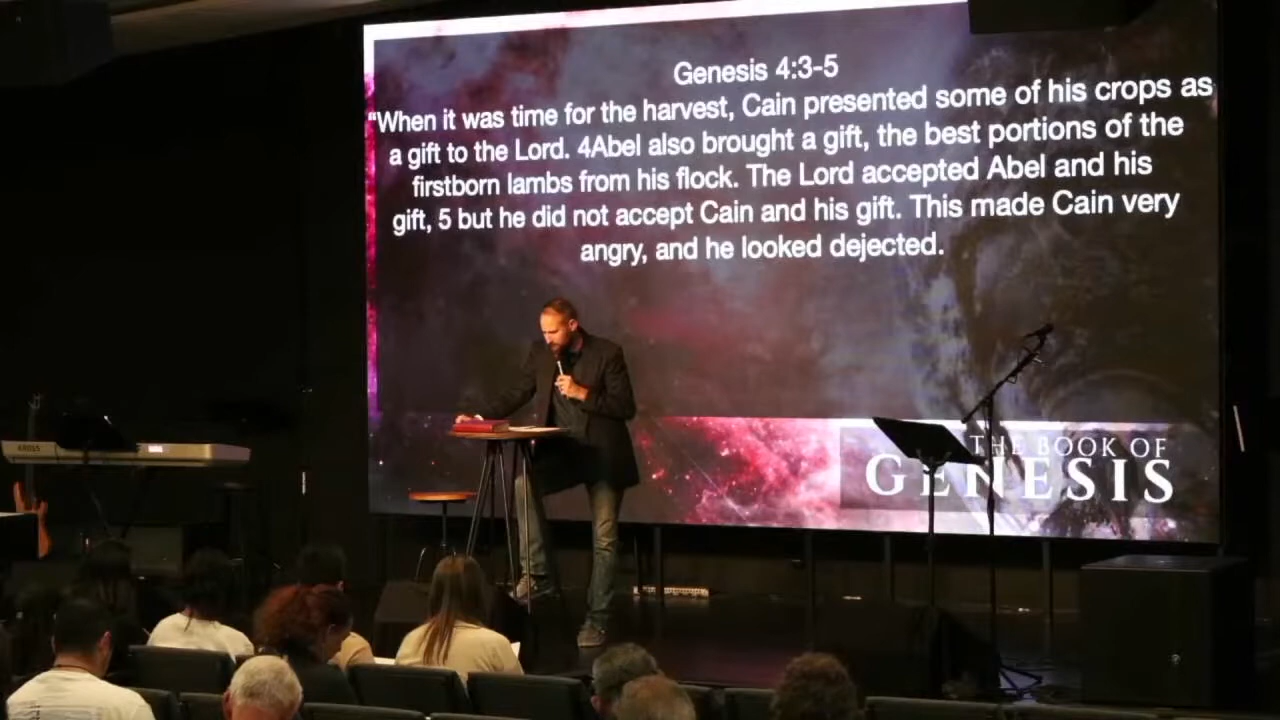 Genesis 4:3-5
“When it was time for the harvest, Cain presented some of his crops as
a gift to the Lord. 4Abel also brought a gift, the best portions of the
firstborn lambs from his flock. The Lord accepted Abel and his
gift, 5 but he did not accept Cain and his gift. This made Cain very
angry, and he looked dejected.
THE BOOK OF
GENESIS
KROSS